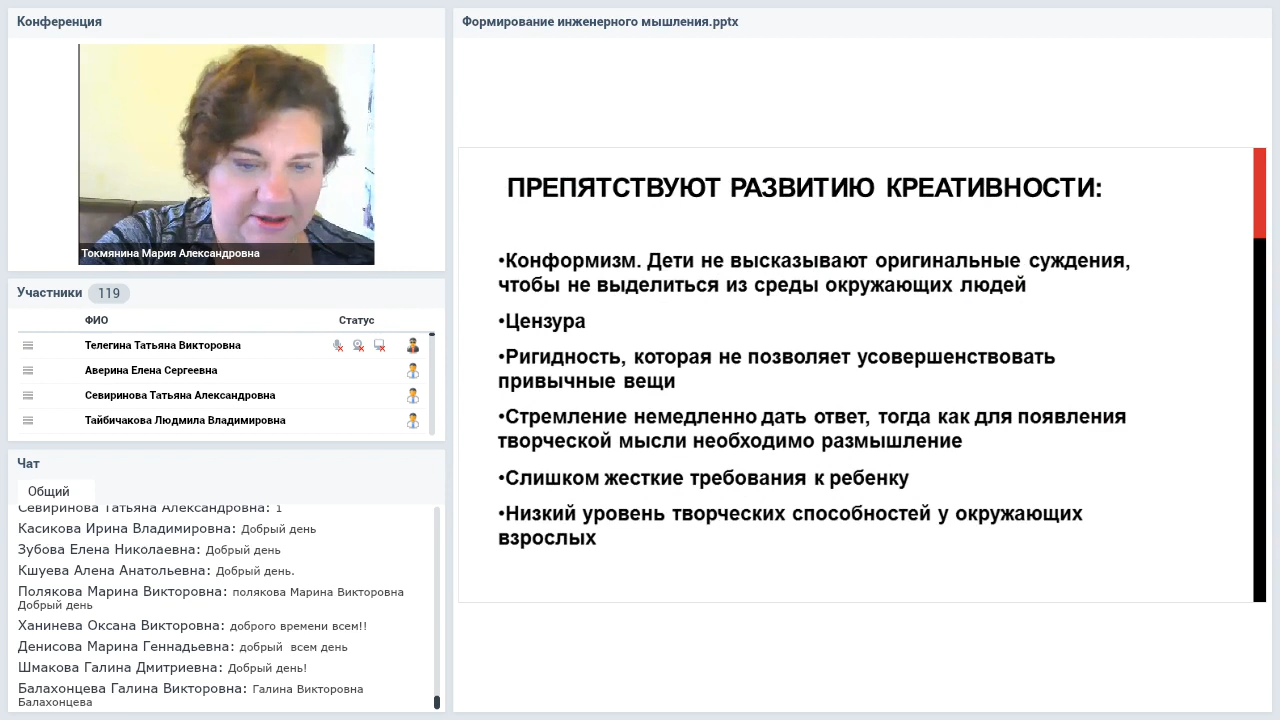 Конференция
Токмянина Мария Александровна
Участники 119
ФИО Статус
Телегина Татьяна Викторовна
Аверина Елена Сергеевна
Севиринова Татьяна Александровна
Тайбичакова Людмила Владимировна
Чат
Общий
Севиринова Татьяна Александровна: 1
Касикова Ирина Владимировна: Добрый день
Зубова Елена Николаевна: Добрый день
Кшуева Алена Анатольевна: Добрый день.
Полякова Марина Викторовна: полякова Марина Викторовна
Добрый день
Ханинева Оксана Викторовна: доброго времени всем!!
Денисова Марина Геннадьевна: добрый всем день
Шмакова Галина Дмитриевна: Добрый день!
Балахонцева Галина Викторовна: Галина Викторовна
Балахонцева
Формирование инженерного мышления.pptx
ПРЕПЯТСТВУЮТ РАЗВИТИЮ КРЕАТИВНОСТИ:
•Конформизм. Дети не высказывают оригинальные суждения,
чтобы не выделиться из среды окружающих людей
•Цензура
•Ригидность, которая не позволяет усовершенствовать
привычные вещи
•Стремление немедленно дать ответ, тогда как для появления
творческой мысли необходимо размышление
•Слишком жесткие требования к ребенку
•Низкий уровень творческих способностей у окружающих
взрослых